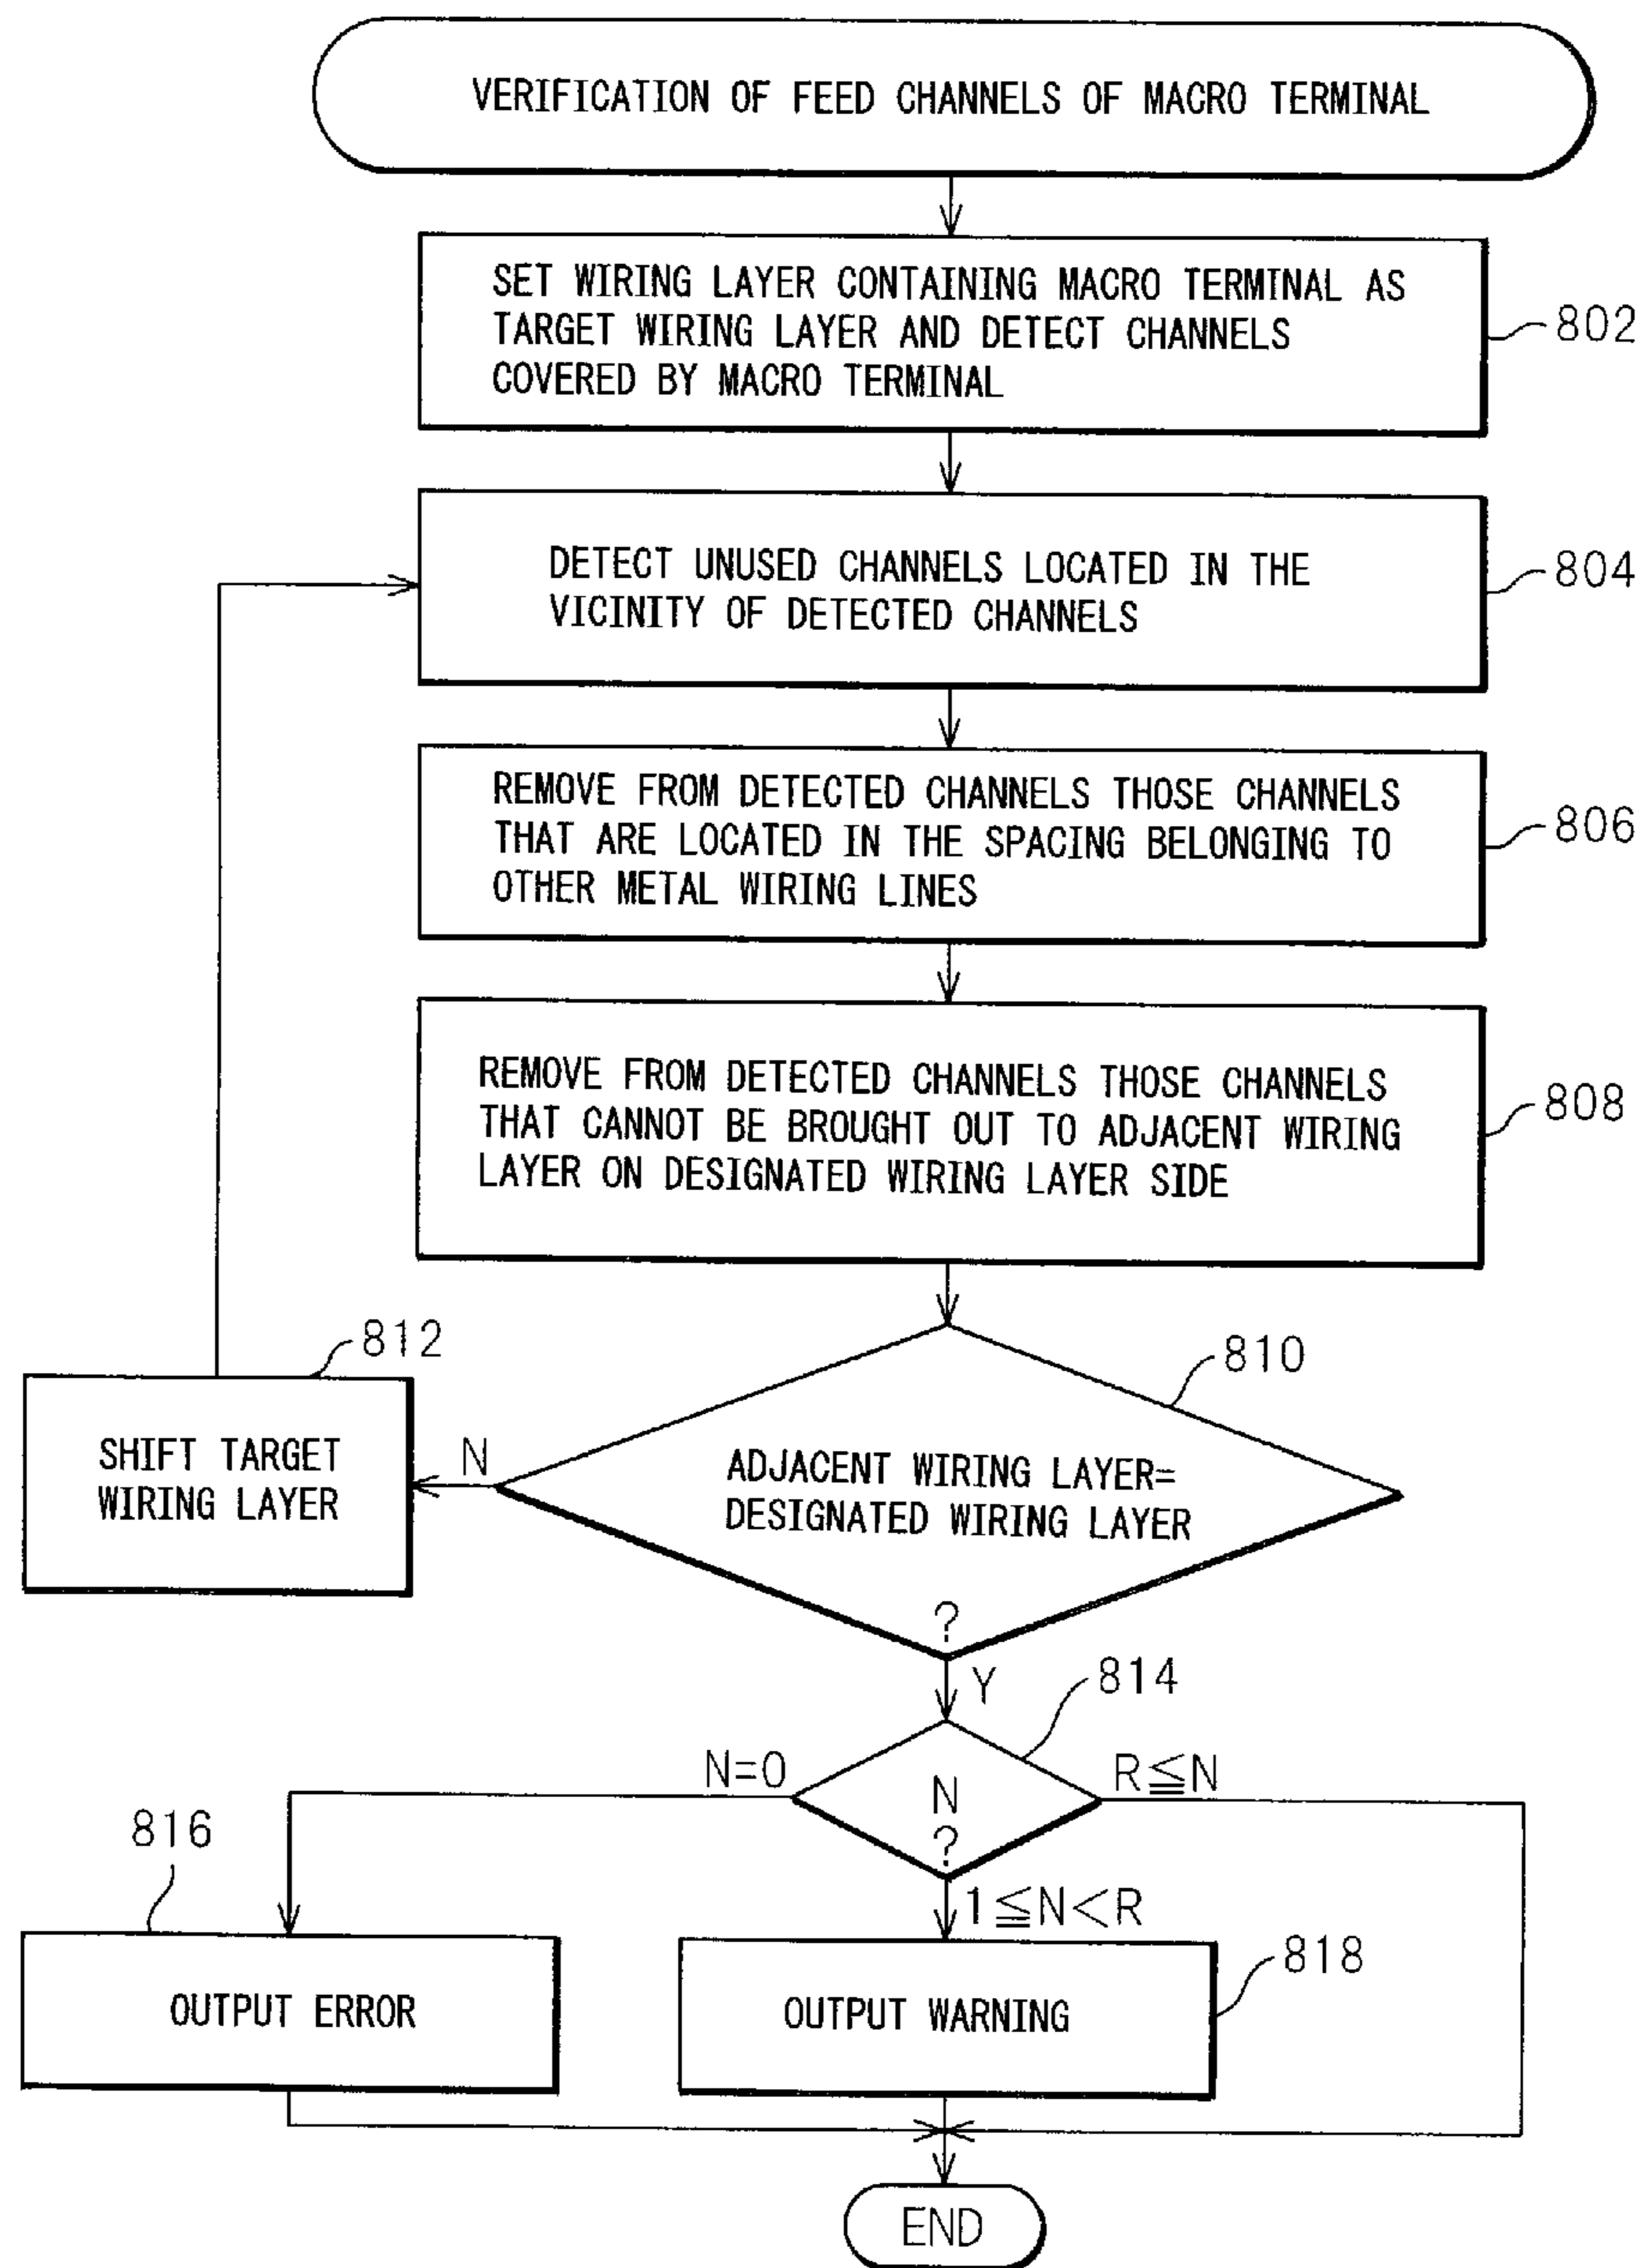 VERIFICATION OF FEED CHANNELS OF MACRO TERMINAL
SET WIRING LAYER CONTAINING MACRO TERMINAL AS
TARGET WIRING LAYER AND DETECT CHANNELS
COVERED BY MACRO TERMINAL
802
DETECT UNUSED CHANNELS LOCATED IN THE
VICINITY OF DETECTED CHANNELS
804
REMOVE FROM DETECTED CHANNELS THOSE CHANNELS
THAT ARE LOCATED IN THE SPACING BELONGING TO
OTHER METAL WIRING LINES
806
REMOVE FROM DETECTED CHANNELS THOSE CHANNELS
THAT CANNOT BE BROUGHT OUT TO ADJACENT WIRING
LAYER ON DESIGNATED WIRING LAYER SIDE
808
812
810
SHIFT TARGET
WIRING LAYER
N
ADJACENT WIRING LAYER=
DESIGNATED WIRING LAYER
?
Y
814
N=0
N
?
R≦N
816
1≦N<R
818
OUTPUT ERROR
OUTPUT WARNING
END